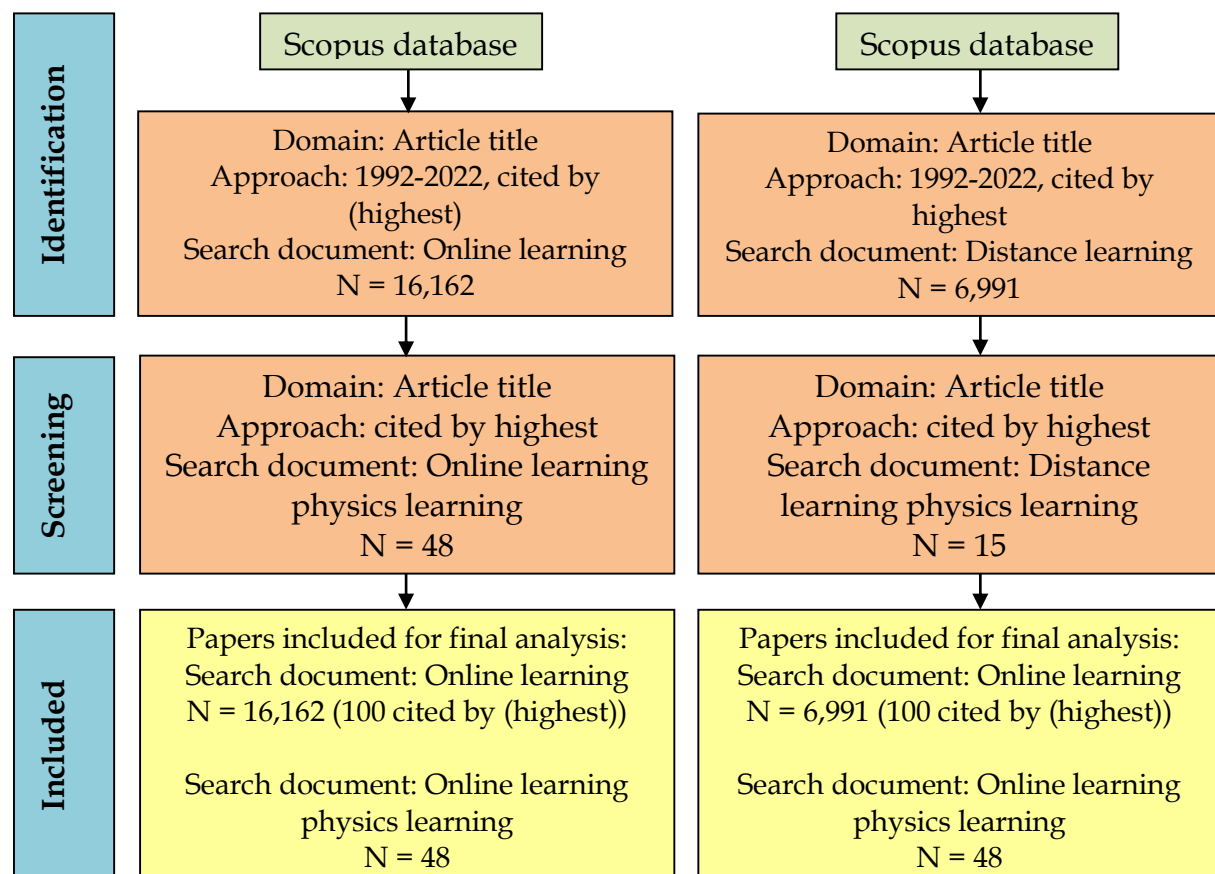 Identification
Scopus database
Domain: Article title
Approach: 1992-2022, cited by
(highest)
Search document: Online learning
N = 16,162
Scopus database
Domain: Article title
Approach: 1992-2022, cited by
highest
Search document: Distance learning
N = 6,991
Screening
Domain: Article title
Approach: cited by highest
Search document: Online learning
physics learning
N = 48
Domain: Article title
Approach: cited by highest
Search document: Distance
learning physics learning
N = 15
Included
Papers included for final analysis:
Search document: Online learning
N = 16,162 (100 cited by (highest))
Search document: Online learning
physics learning
N = 48
Papers included for final analysis:
Search document: Online learning
N = 6,991 (100 cited by (highest))
Search document: Online learning
physics learning
N = 48